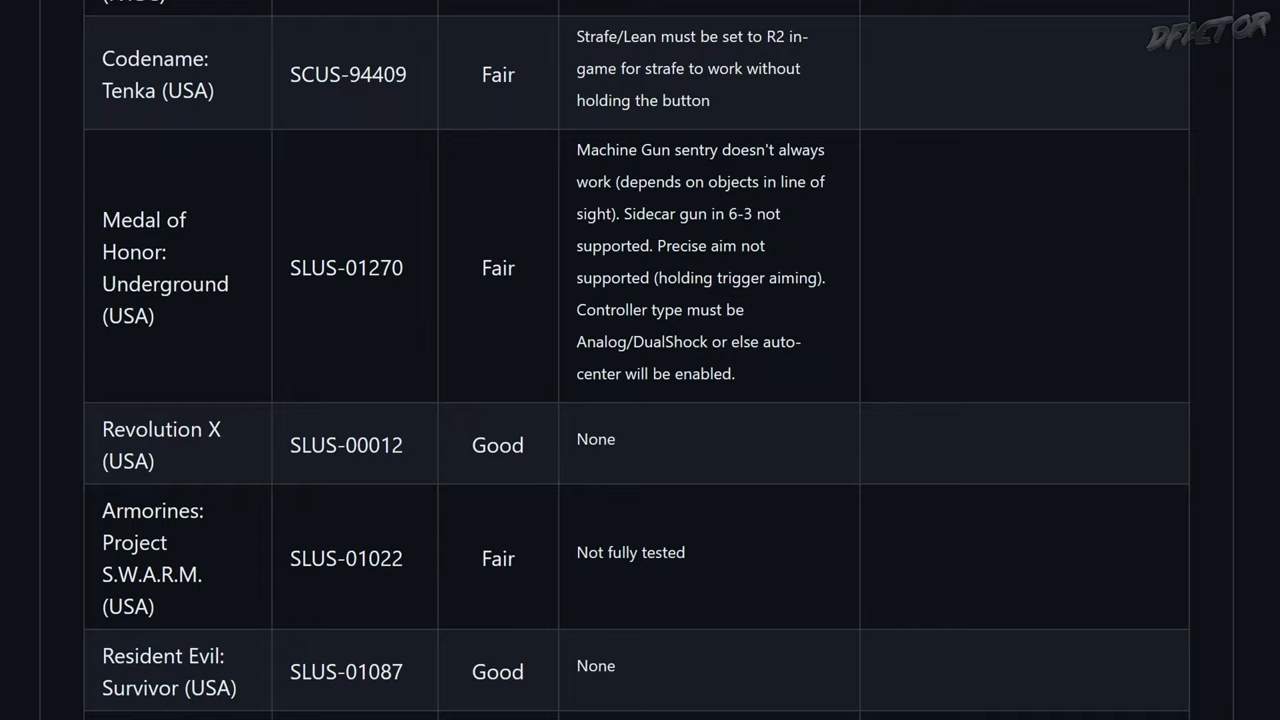 DFACTOR
Codename:
Tenka (USA)
SCUS-94409
Fair
Strafe/Lean must be set to R2 in-
game for strafe to work without
holding the button
Medal of
Honor:
Underground
(USA)
SLUS-01270
Fair
Machine Gun sentry doesn't always
work (depends on objects in line of
sight). Sidecar gun in 6-3 not
supported. Precise aim not
supported (holding trigger aiming).
Controller type must be
Analog/DualShock or else auto-
center will be enabled.
Revolution X
(USA)
SLUS-00012
Good
None
Armorines:
Project
S.W.A.R.M.
(USA)
SLUS-01022
Fair
Not fully tested
Resident Evil:
Survivor (USA)
SLUS-01087
Good
None